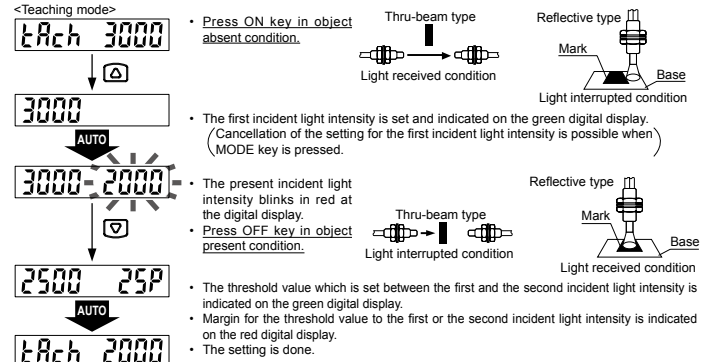 <Teaching mode>
tAch 3000
• Press ON key in object
absent condition.
Thru-beam type
Light received condition
Reflective type
Mark
Base
Light interrupted condition
3000
• The first incident light intensity is set and indicated on the green digital display.
(Cancellation of the setting for the first incident light intensity is possible when
MODE key is pressed.)
AUTO
3000 2000
• The present incident light
intensity blinks in red at
the digital display.
• Press OFF key in object
present condition.
Thru-beam type
Light interrupted condition
Reflective type
Mark
Base
Light received condition
2500 25P
• The threshold value which is set between the first and the second incident light intensity is
indicated on the green digital display.
• Margin for the threshold value to the first or the second incident light intensity is indicated
on the red digital display.
• The setting is done.
AUTO
tAch 2000